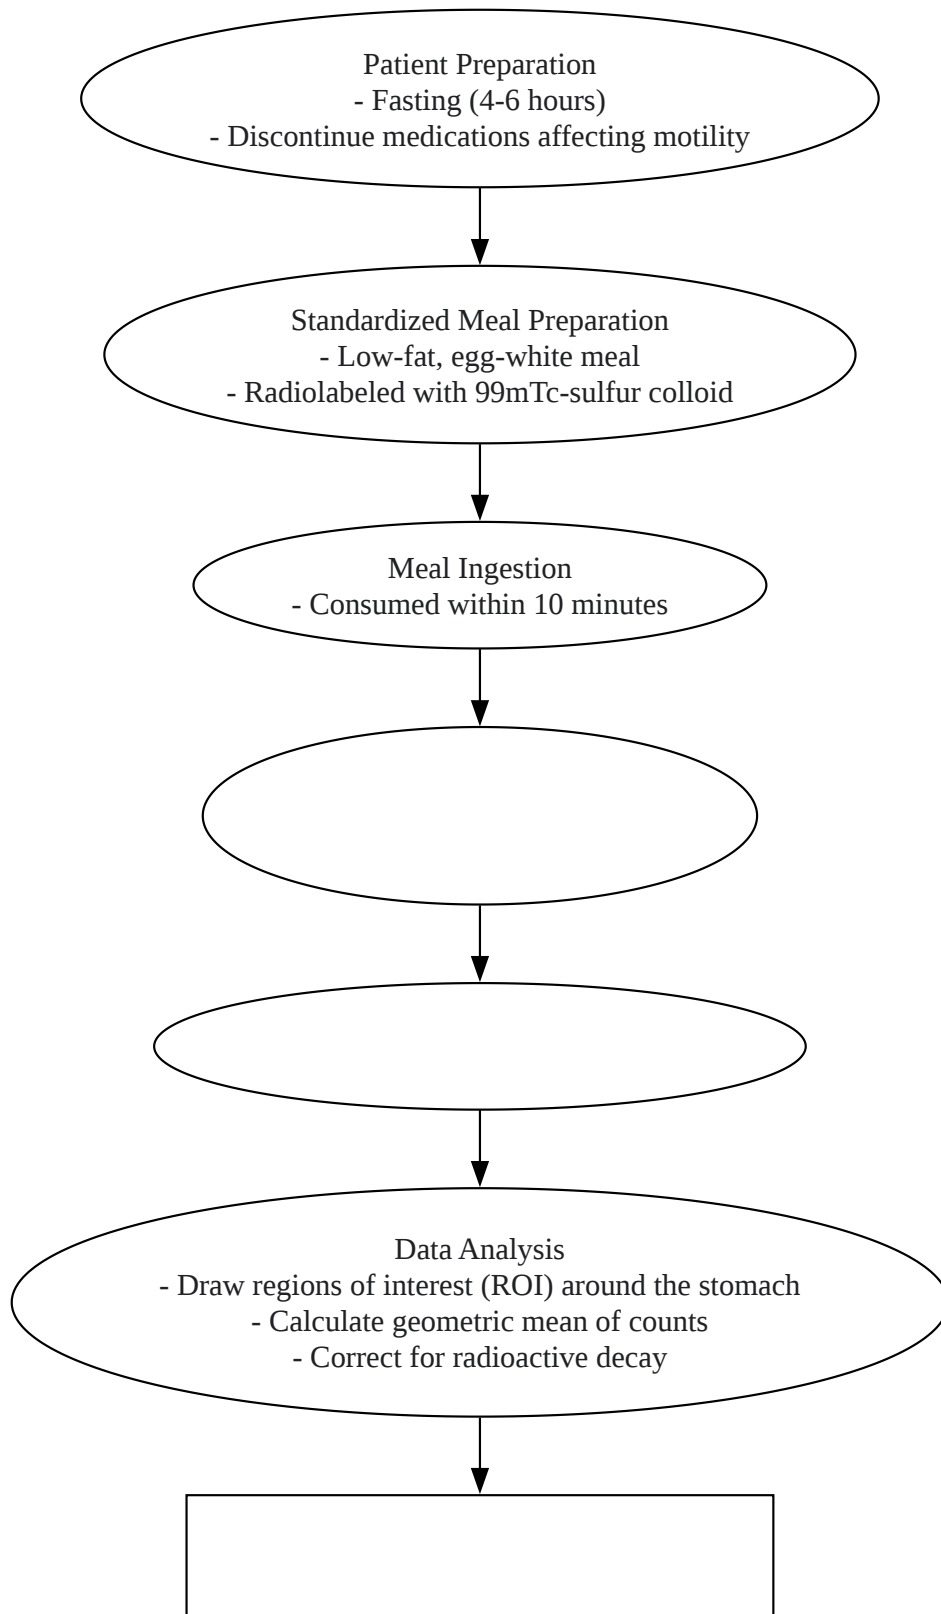 Patient Preparation
- Fasting (4-6 hours)
- Discontinue medications affecting motility
Standardized Meal Preparation
- Low-fat, egg-white meal
- Radiolabeled with 99mTc-sulfur colloid
Meal Ingestion
- Consumed within 10 minutes
Data Analysis
- Draw regions of interest (ROI) around the stomach
- Calculate geometric mean of counts
- Correct for radioactive decay